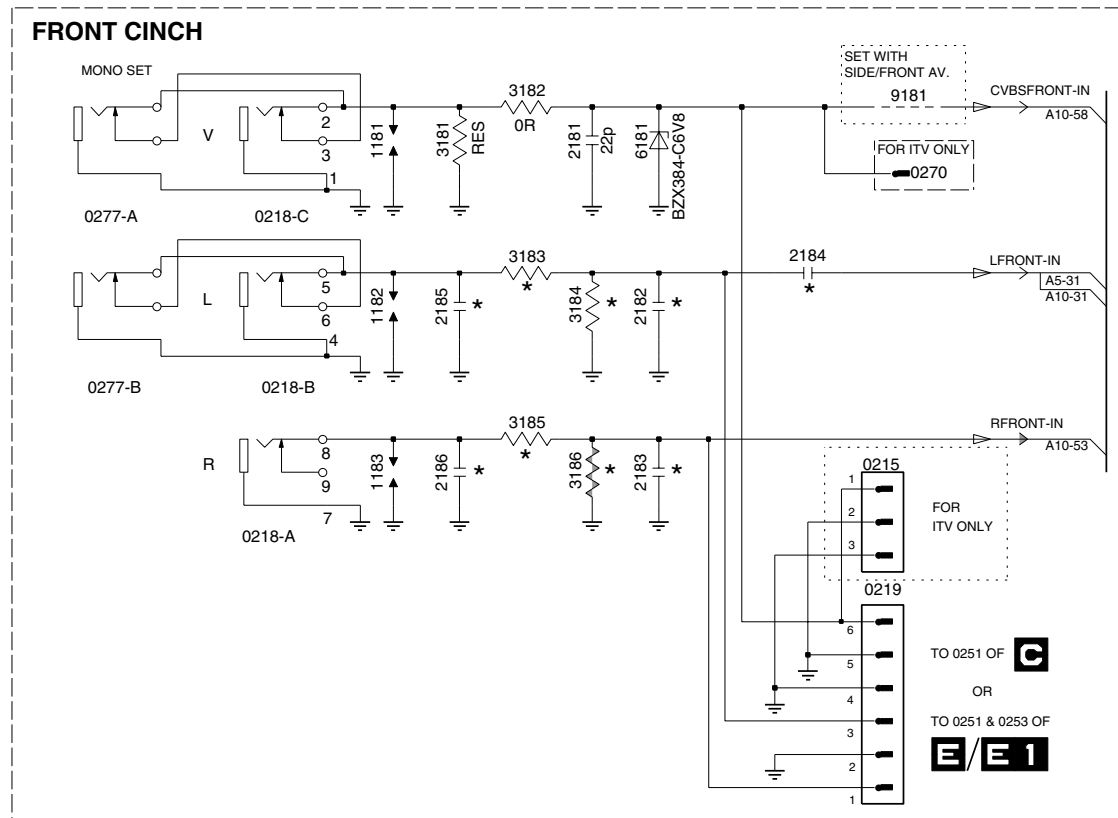 FRONT CINCH
MONO SET
V
0277-A
0218-C
2
3
1
1181
3181
RES
3182
0R
2181
22p
6181
BZX384-C6V8
SET WITH
SIDE/FRONT AV.
9181
CVBSFRONT-IN
A10-58
FOR ITV ONLY
0270
L
0277-B
0218-B
5
6
4
1182
2185 *
3183
*
3184 *
2182 *
2184
*
LFRONT-IN
A5-31
A10-31
R
0218-A
8
9
7
1183
2186 *
3185
*
3186 *
2183 *
RFRONT-IN
A10-53
0215
1
2
3
FOR
ITV ONLY
0219
6
5
4
3
2
1
TO 0251 OF C
OR
TO 0251 & 0253 OF
E/E 1